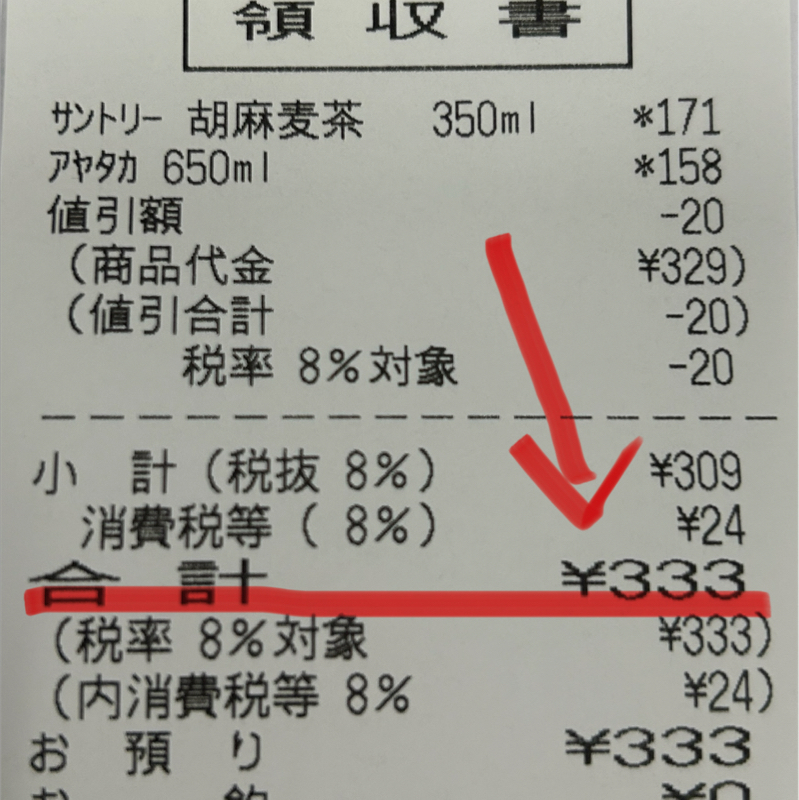 領収書
サントリー 胡麻麦茶 350ml *171
アヤタカ 650ml *158
値引額 -20
(商品代金 ¥329)
(値引合計 -20)
税率 8%対象 -20
小 計(税抜 8%) ¥309
消費税等( 8%) ¥24
合 計 ¥333
(税率 8%対象 ¥333)
(内消費税等 8% ¥24)
お 預 り ¥333